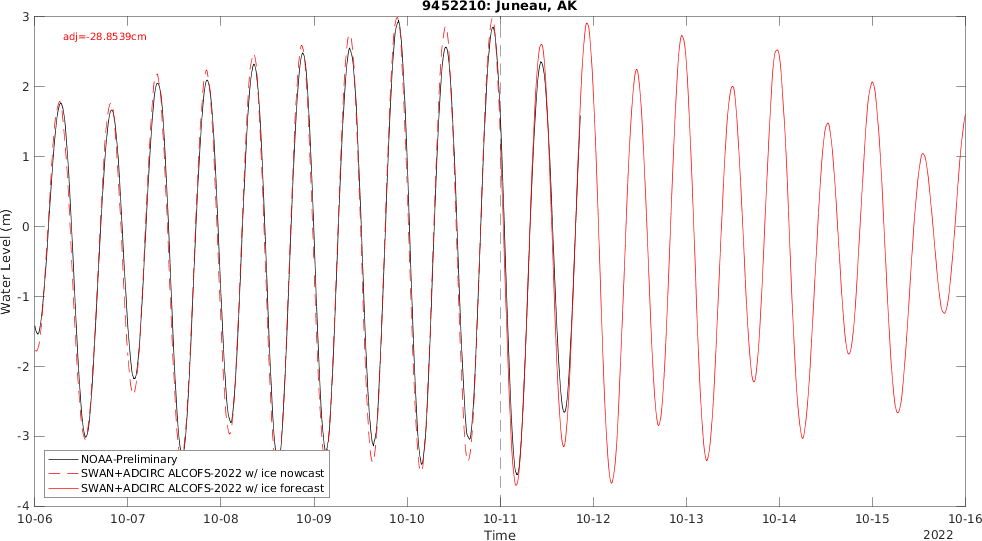 9452210: Juneau, AK
adj=-28.8539cm
3
2
1
0
-1
-2
-3
-4
Water Level (m)
NOAA-Preliminary
SWAN+ADCIRC ALCOFS-2022 w/ ice nowcast
SWAN+ADCIRC ALCOFS-2022 w/ ice forecast
10-06 10-07 10-08 10-09 10-10 10-11 10-12 10-13 10-14 10-15 10-16
Time
2022